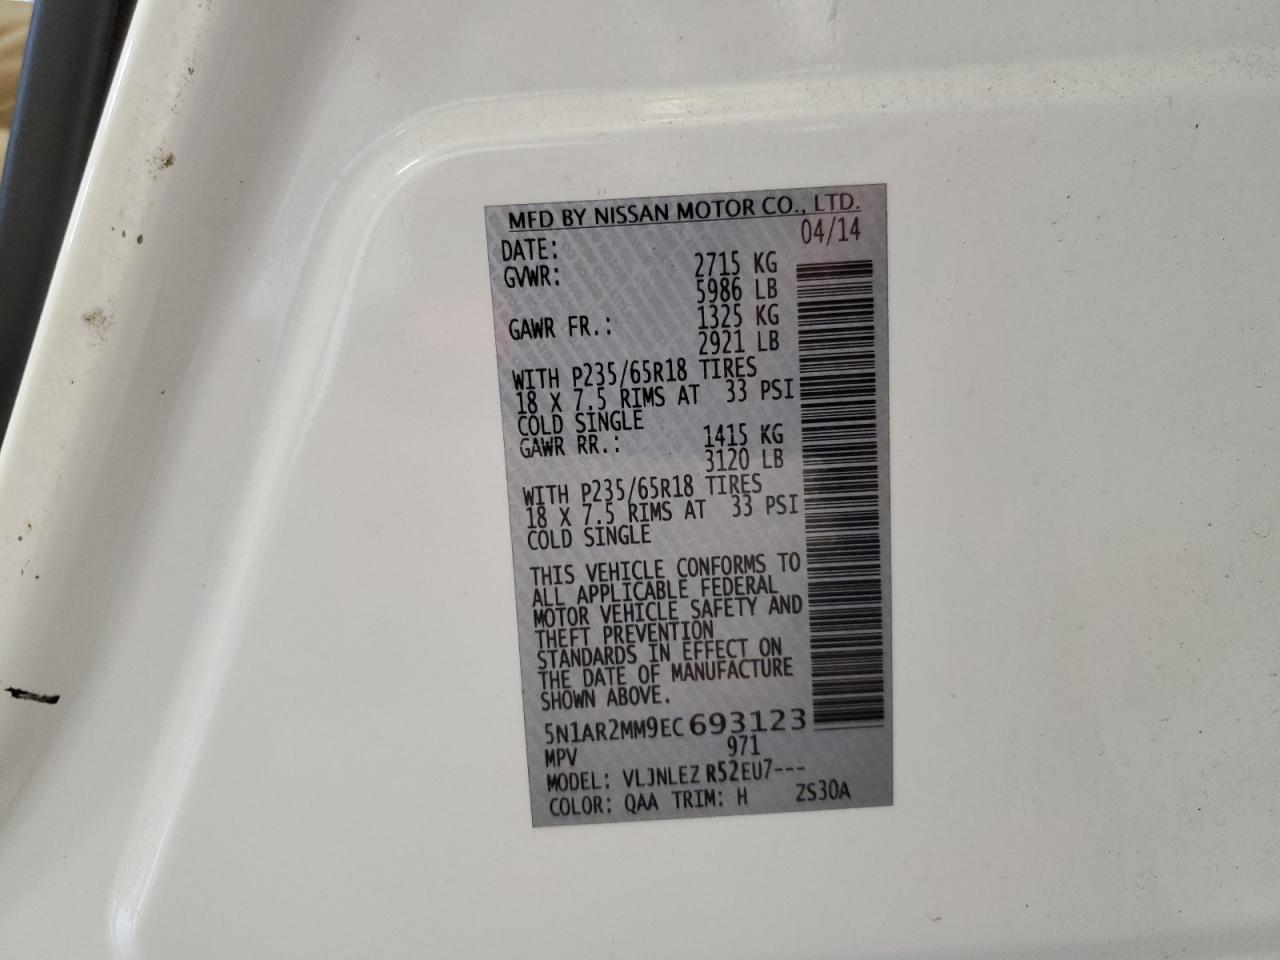 MFD BY NISSAN MOTOR CO., LTD.
DATE: 04/14
GVWR: 2715 KG
5986 LB
GAWR FR.: 1325 KG
2921 LB
WITH P235/65R18 TIRES
18 X 7.5 RIMS AT 33 PSI
COLD SINGLE
GAWR RR.: 1415 KG
3120 LB
WITH P235/65R18 TIRES
18 X 7.5 RIMS AT 33 PSI
COLD SINGLE
THIS VEHICLE CONFORMS TO
ALL APPLICABLE FEDERAL
MOTOR VEHICLE SAFETY AND
THEFT PREVENTION
STANDARDS IN EFFECT ON
THE DATE OF MANUFACTURE
SHOWN ABOVE.
5N1AR2MM9EC693123
MPV 971
MODEL: VLJNLEZ R52EU7---
COLOR: QAA TRIM: H ZS30A